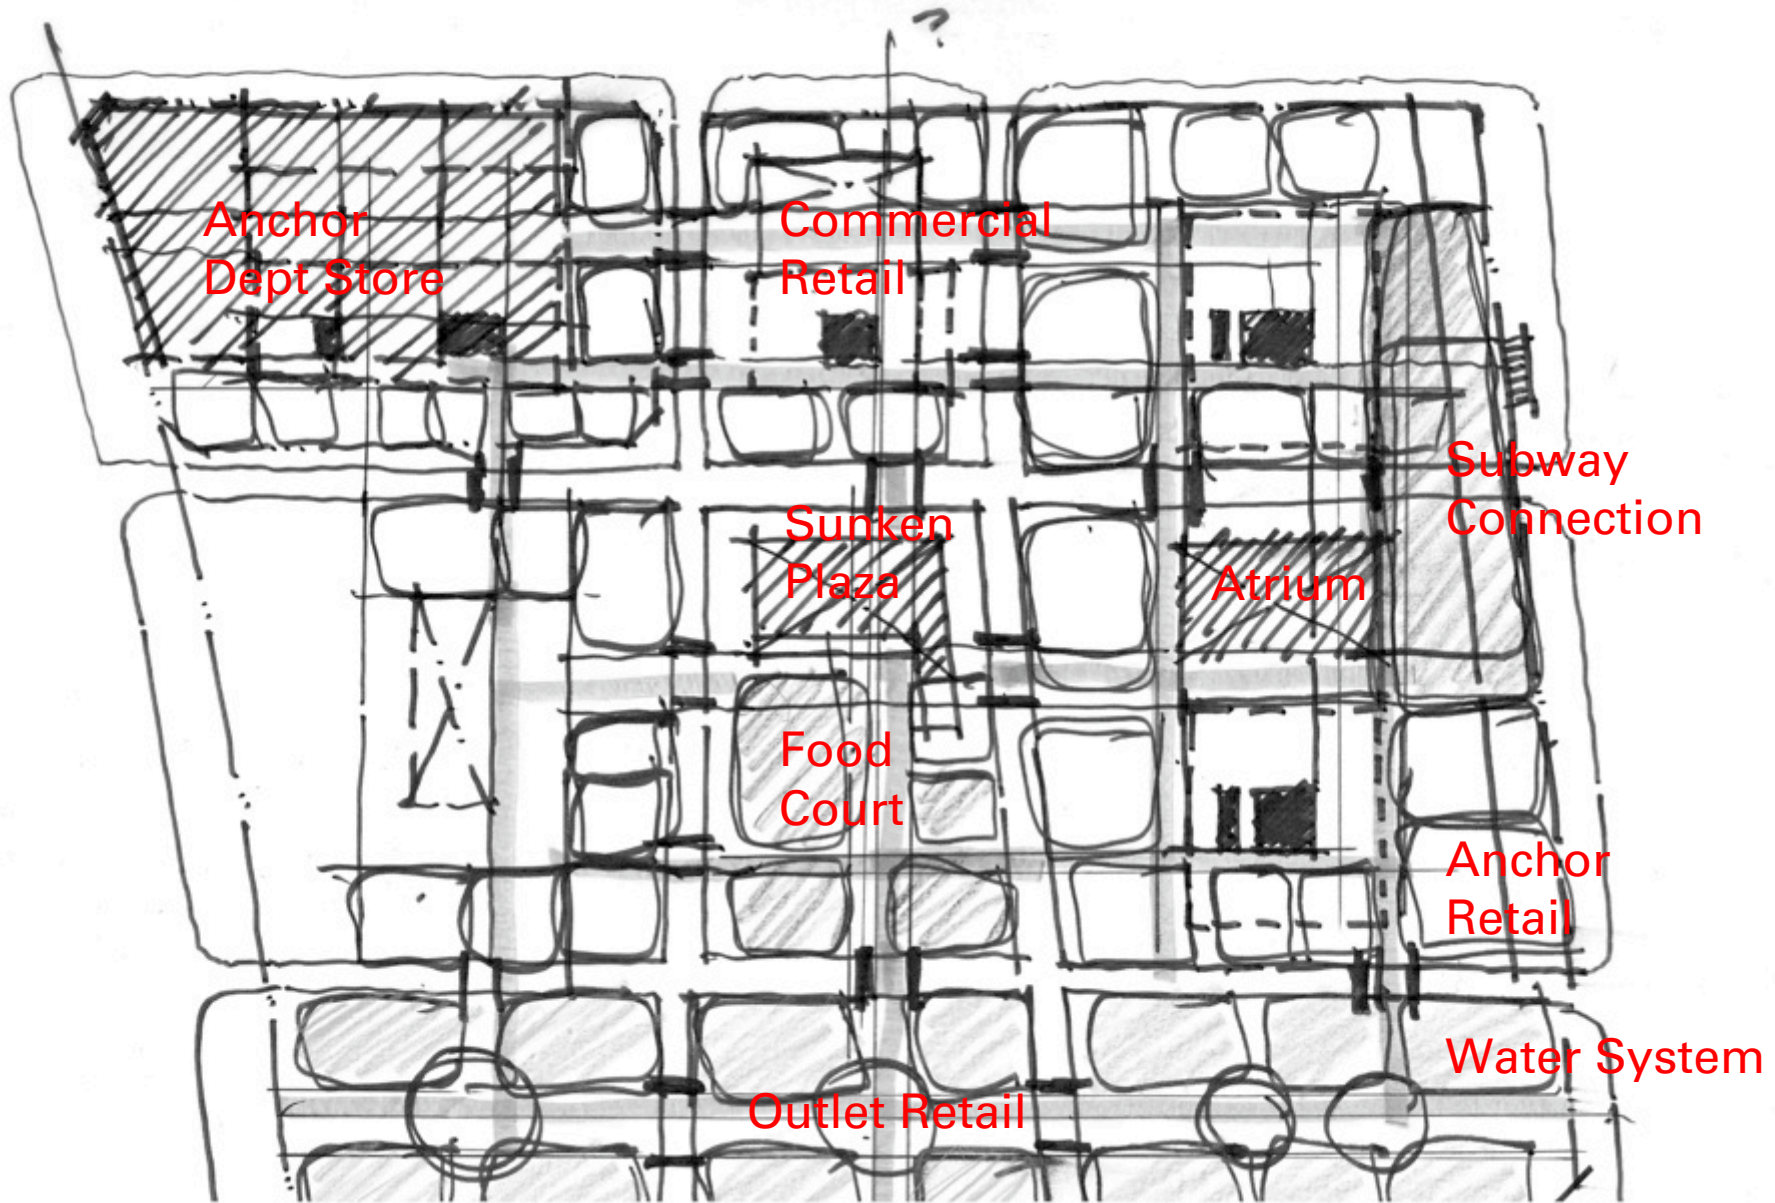 ?
Anchor
Dept Store
Commercial
Retail
Subway
Connection
Sunken
Plaza
Atrium
Food
Court
Anchor
Retail
Water System
Outlet Retail